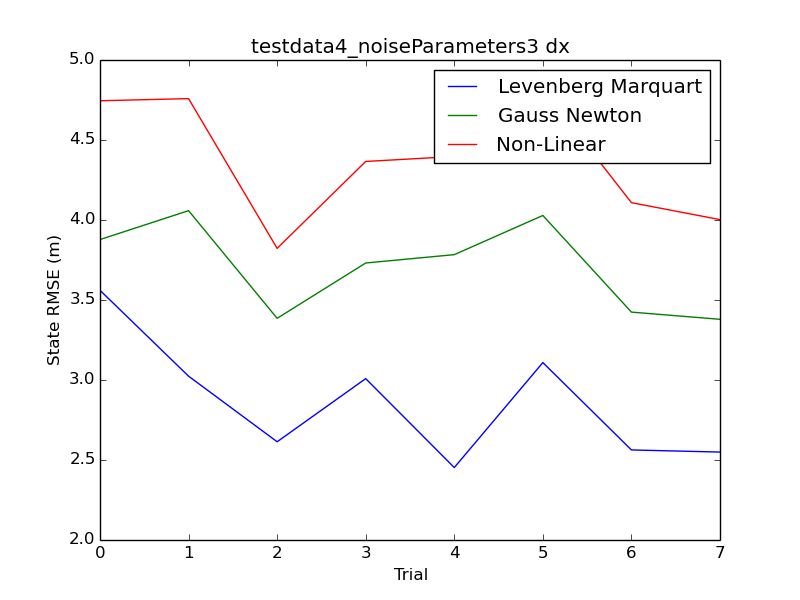 testdata4_noiseParameters3 dx
Levenberg Marquart
Gauss Newton
Non-Linear
5.0
4.5
4.0
3.5
3.0
2.5
2.0
State RMSE (m)
0 1 2 3 4 5 6 7
Trial